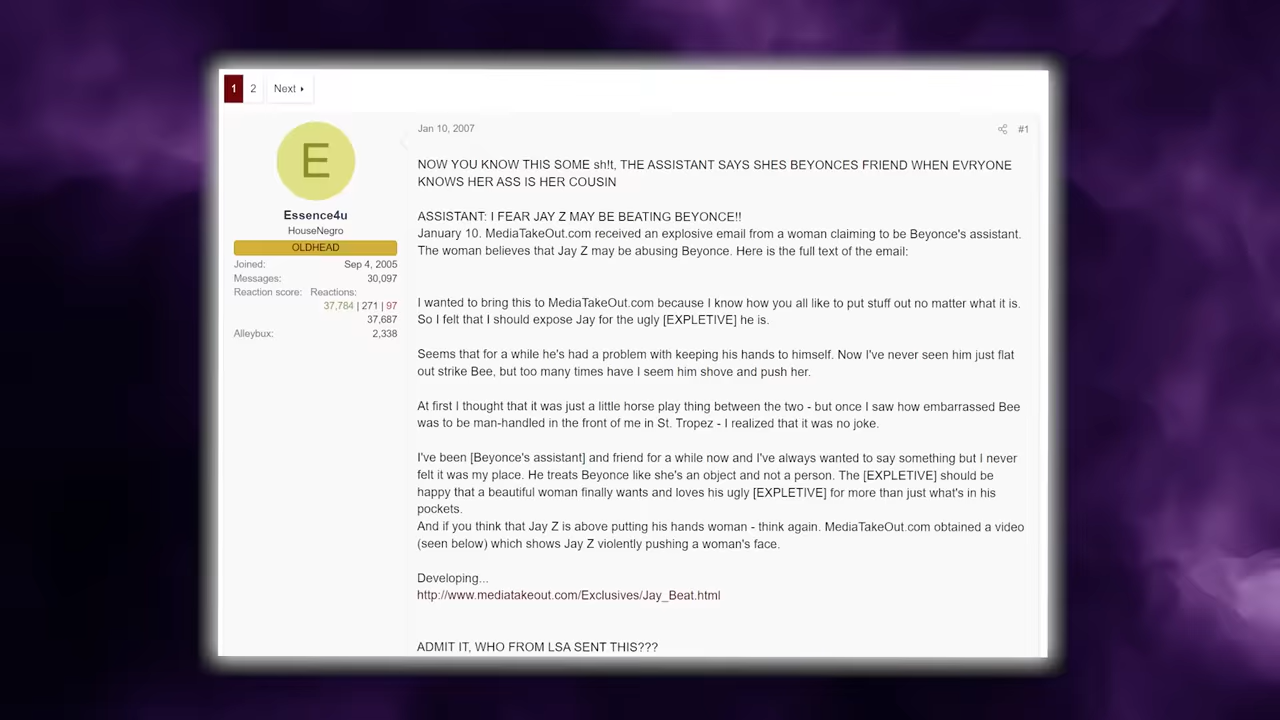 1 2 Next ▸
E
Essence4u
HouseNegro
OLDHEAD
Joined: Sep 4, 2005
Messages: 30,097
Reaction score: Reactions:
37,784 | 271 | 97
37,687
Alleybux: 2,338
Jan 10, 2007 #1
NOW YOU KNOW THIS SOME sh!t, THE ASSISTANT SAYS SHES BEYONCES FRIEND WHEN EVRYONE
KNOWS HER ASS IS HER COUSIN
ASSISTANT: I FEAR JAY Z MAY BE BEATING BEYONCE!!
January 10. MediaTakeOut.com received an explosive email from a woman claiming to be Beyonce's assistant.
The woman believes that Jay Z may be abusing Beyonce. Here is the full text of the email:
I wanted to bring this to MediaTakeOut.com because I know how you all like to put stuff out no matter what it is.
So I felt that I should expose Jay for the ugly [EXPLETIVE] he is.
Seems that for a while he's had a problem with keeping his hands to himself. Now I've never seen him just flat
out strike Bee, but too many times have I seem him shove and push her.
At first I thought that it was just a little horse play thing between the two - but once I saw how embarrassed Bee
was to be man-handled in the front of me in St. Tropez - I realized that it was no joke.
I've been [Beyonce's assistant] and friend for a while now and I've always wanted to say something but I never
felt it was my place. He treats Beyonce like she's an object and not a person. The [EXPLETIVE] should be
happy that a beautiful woman finally wants and loves his ugly [EXPLETIVE] for more than just what's in his
pockets.
And if you think that Jay Z is above putting his hands woman - think again. MediaTakeOut.com obtained a video
(seen below) which shows Jay Z violently pushing a woman's face.
Developing...
http://www.mediatakeout.com/Exclusives/Jay_Beat.html
ADMIT IT, WHO FROM LSA SENT THIS???